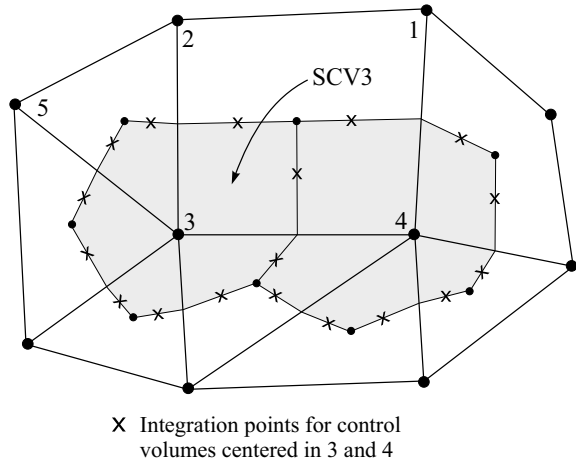 1
2
SCV3
5
3
4
x Integration points for control
volumes centered in 3 and 4